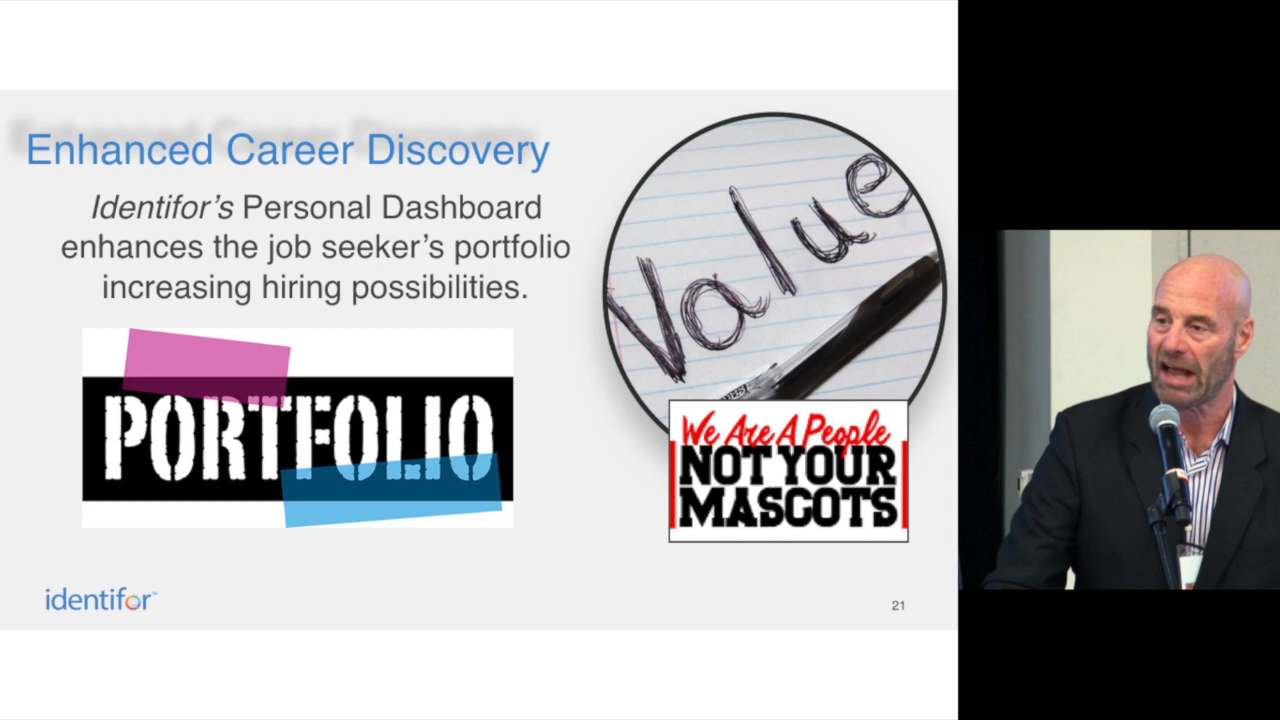 Enhanced Career Discovery
Identifor’s Personal Dashboard
enhances the job seeker’s portfolio
increasing hiring possibilities.
PORTFOLIO
Value
We Are A People
NOT YOUR
MASCOTS
identifor™
21